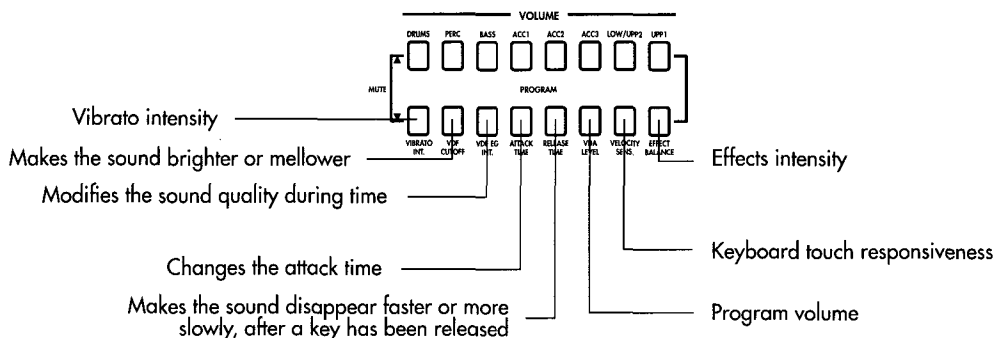 VOLUME
DRUMS PERC BASS ACC1 ACC2 ACC3 LOW/UPP2 UPP1
MUTE
PROGRAM
VIBRATO INT. VDF CUTOFF VDF EG INT. ATTACK TIME RELEASE TIME VDA LEVEL VELOCITY SENS. EFFECT BALANCE
Vibrato intensity
Makes the sound brighter or mellower
Modifies the sound quality during time
Changes the attack time
Makes the sound disappear faster or more
slowly, after a key has been released
Effects intensity
Keyboard touch responsiveness
Program volume